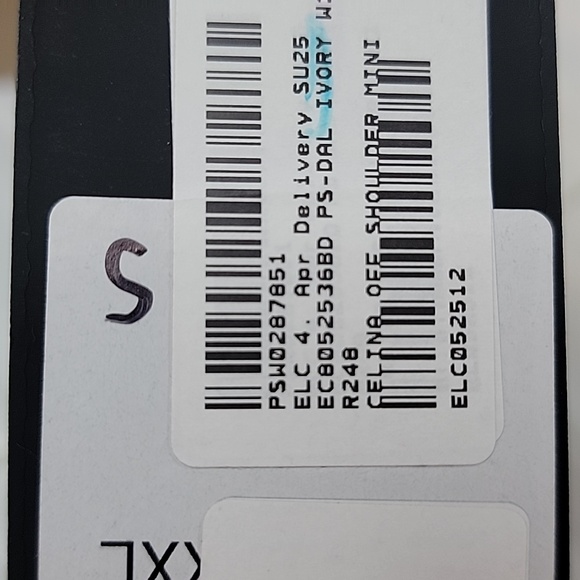 PSW0287851
ELC 4. Apr Delivery SU25
EC8052536BD PS-DAL IVORY W:
R248
CELINA OFF SHOULDER MINI
ELC052512
S
XXL